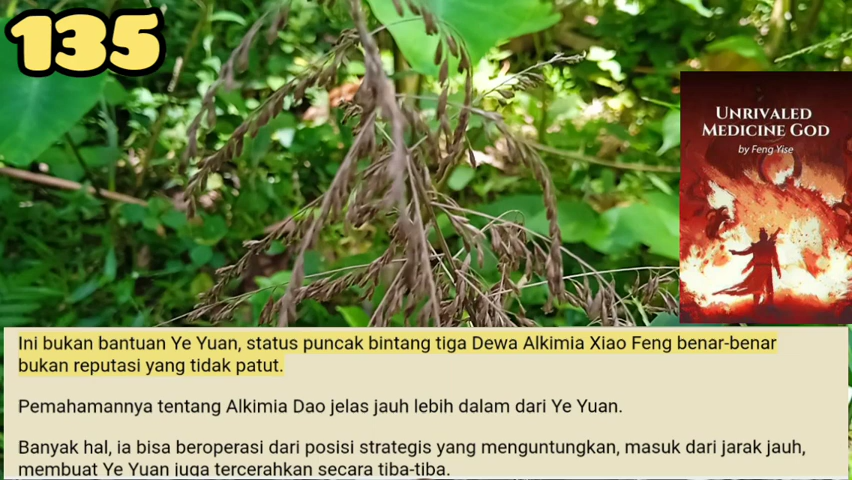 135
UNRIVALED
MEDICINE GOD
by Feng Yise
Ini bukan bantuan Ye Yuan, status puncak bintang tiga Dewa Alkimia Xiao Feng benar-benar
bukan reputasi yang tidak patut.
Pemahamannya tentang Alkimia Dao jelas jauh lebih dalam dari Ye Yuan.
Banyak hal, ia bisa beroperasi dari posisi strategis yang menguntungkan, masuk dari jarak jauh,
membuat Ye Yuan juga tercerahkan secara tiba-tiba.